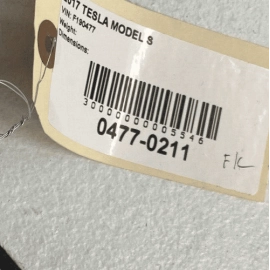 2017 TESLA MODEL S
VIN: F190477
Weight:
Dimensions:
3000000005546
0477-0211
F/C